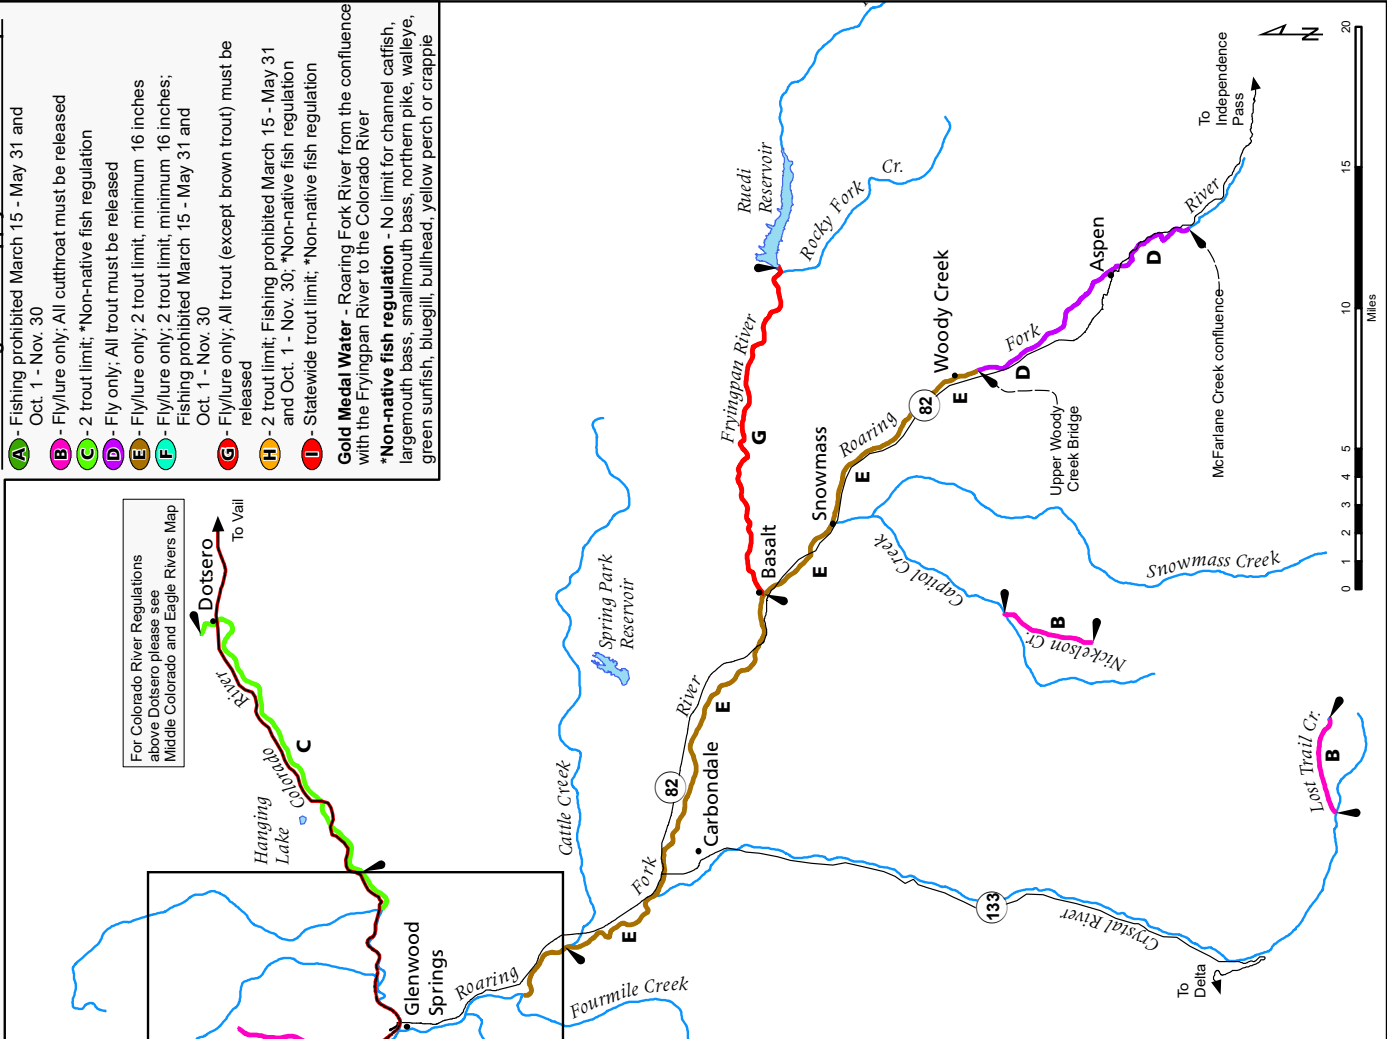 A - Fishing prohibited March 15 - May 31 and
Oct. 1 - Nov. 30
B - Fly/lure only; All cutthroat must be released
C - 2 trout limit; *Non-native fish regulation
D - Fly only; All trout must be released
E - Fly/lure only; 2 trout limit, minimum 16 inches
F - Fly/lure only; 2 trout limit, minimum 16 inches;
Fishing prohibited March 15 - May 31 and
Oct. 1 - Nov. 30
G - Fly/lure only; All trout (except brown trout) must be
released
H - 2 trout limit; Fishing prohibited March 15 - May 31
and Oct. 1 - Nov. 30; *Non-native fish regulation
I - Statewide trout limit; *Non-native fish regulation
Gold Medal Water - Roaring Fork River from the confluence
with the Fryingpan River to the Colorado River
*Non-native fish regulation - No limit for channel catfish,
largemouth bass, smallmouth bass, northern pike, walleye,
green sunfish, bluegill, bullhead, yellow perch or crappie
For Colorado River Regulations
above Dotsero please see
Middle Colorado and Eagle Rivers Map
Dotsero
To Vail
River
Colorado
C
Hanging
Lake
Glenwood
Springs
Roaring
Fourmile Creek
E
Fork
Cattle Creek
Spring Park
Reservoir
River
82
Carbondale
E
133
Crystal River
To
Delta
Basalt
Fryingpan River
G
Ruedi
Reservoir
Rocky Fork
Cr.
E
Snowmass
Roaring
E
82
Woody Creek
E
Fork
D
Aspen
D
River
To
Independence
Pass
Upper Woody
Creek Bridge
McFarlane Creek confluence
Capitol Creek
Snowmass Creek
Nickelson Cr.
B
Lost Trail Cr.
B
N
0 1 2 3 4 5 10 15 20
Miles